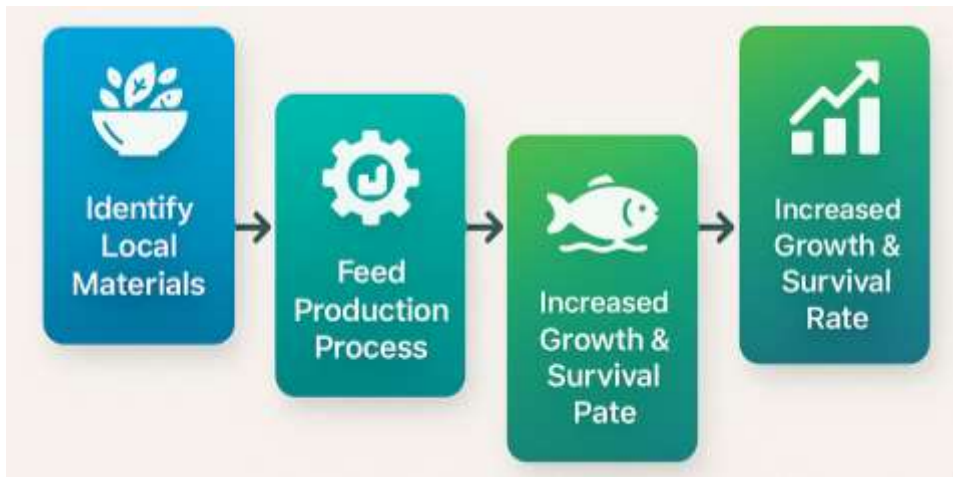 Identify
Local
Materials
Feed
Production
Process
Increased
Growth &
Survival
Pate
Increased
Growth &
Survival
Rate